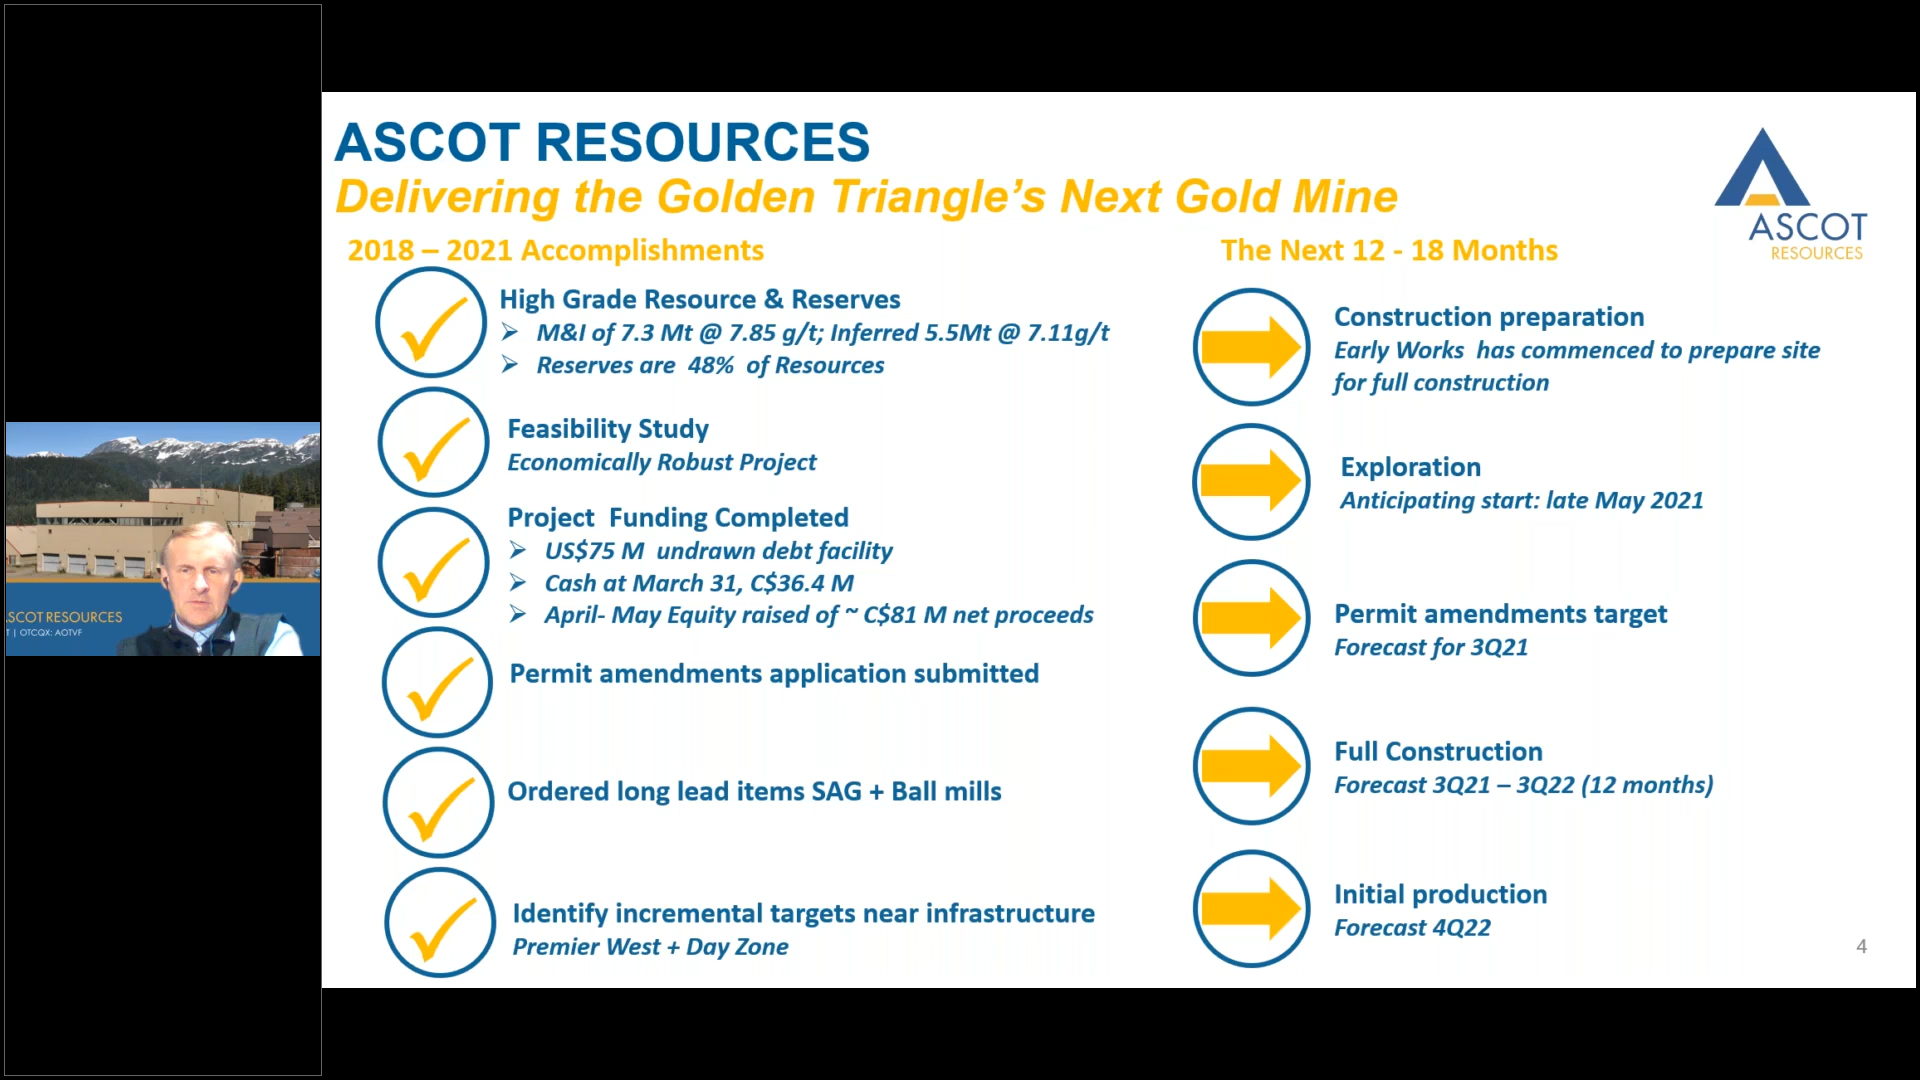 ASCOT RESOURCES
Delivering the Golden Triangle's Next Gold Mine
ASCOT
RESOURCES
2018 – 2021 Accomplishments
High Grade Resource & Reserves
M&I of 7.3 Mt @ 7.85 g/t; Inferred 5.5Mt @ 7.11g/t
Reserves are 48% of Resources
Feasibility Study
Economically Robust Project
Project Funding Completed
US$75 M undrawn debt facility
Cash at March 31, C$36.4 M
April- May Equity raised of ~ C$81 M net proceeds
Permit amendments application submitted
Ordered long lead items SAG + Ball mills
Identify incremental targets near infrastructure
Premier West + Day Zone
The Next 12 - 18 Months
Construction preparation
Early Works has commenced to prepare site
for full construction
Exploration
Anticipating start: late May 2021
Permit amendments target
Forecast for 3Q21
Full Construction
Forecast 3Q21 – 3Q22 (12 months)
Initial production
Forecast 4Q22
4
SCOT RESOURCES
T | OTCQX: AOTVF